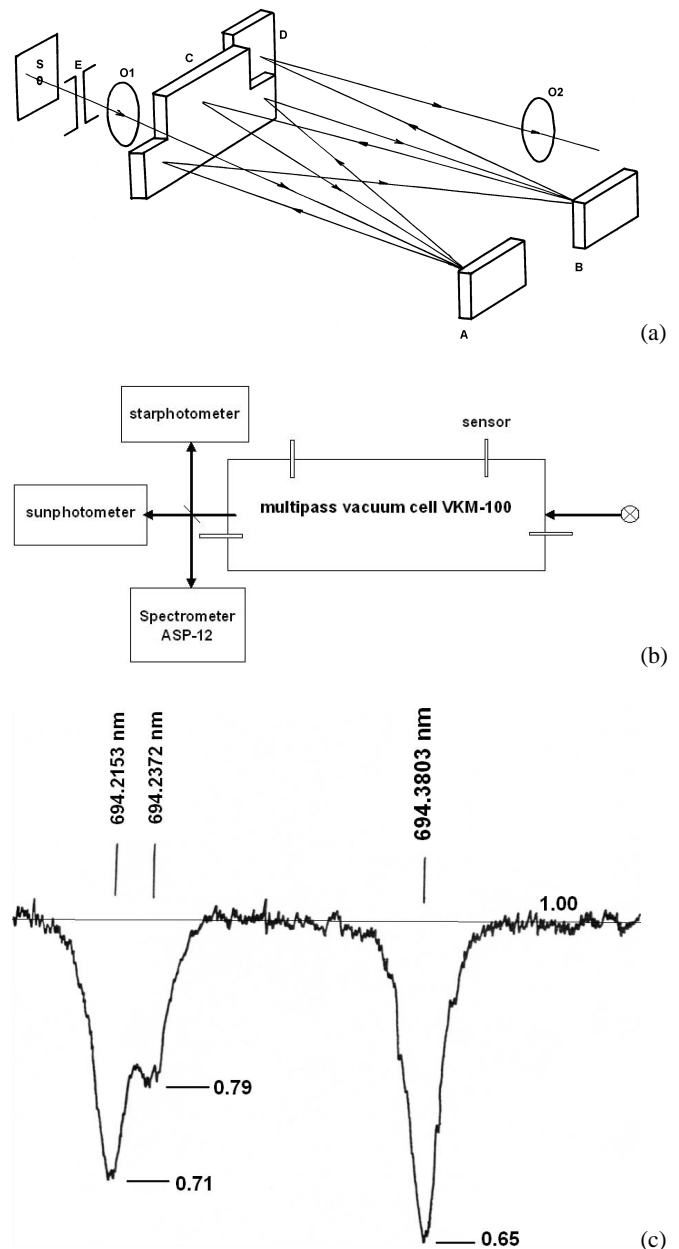 S
θ
E
O1
C
D
O2
B
A
(a)
starphotometer
sensor
sunphotometer
multipass vacuum cell VKM-100
Spectrometer
ASP-12
(b)
694.2153 nm
694.2372 nm
694.3803 nm
1.00
0.79
0.71
0.65
(c)